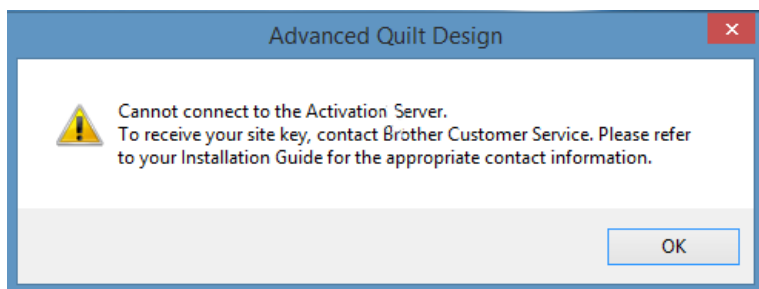 Advanced Quilt Design
Cannot connect to the Activation Server.
To receive your site key, contact Brother Customer Service. Please refer
to your Installation Guide for the appropriate contact information.
OK